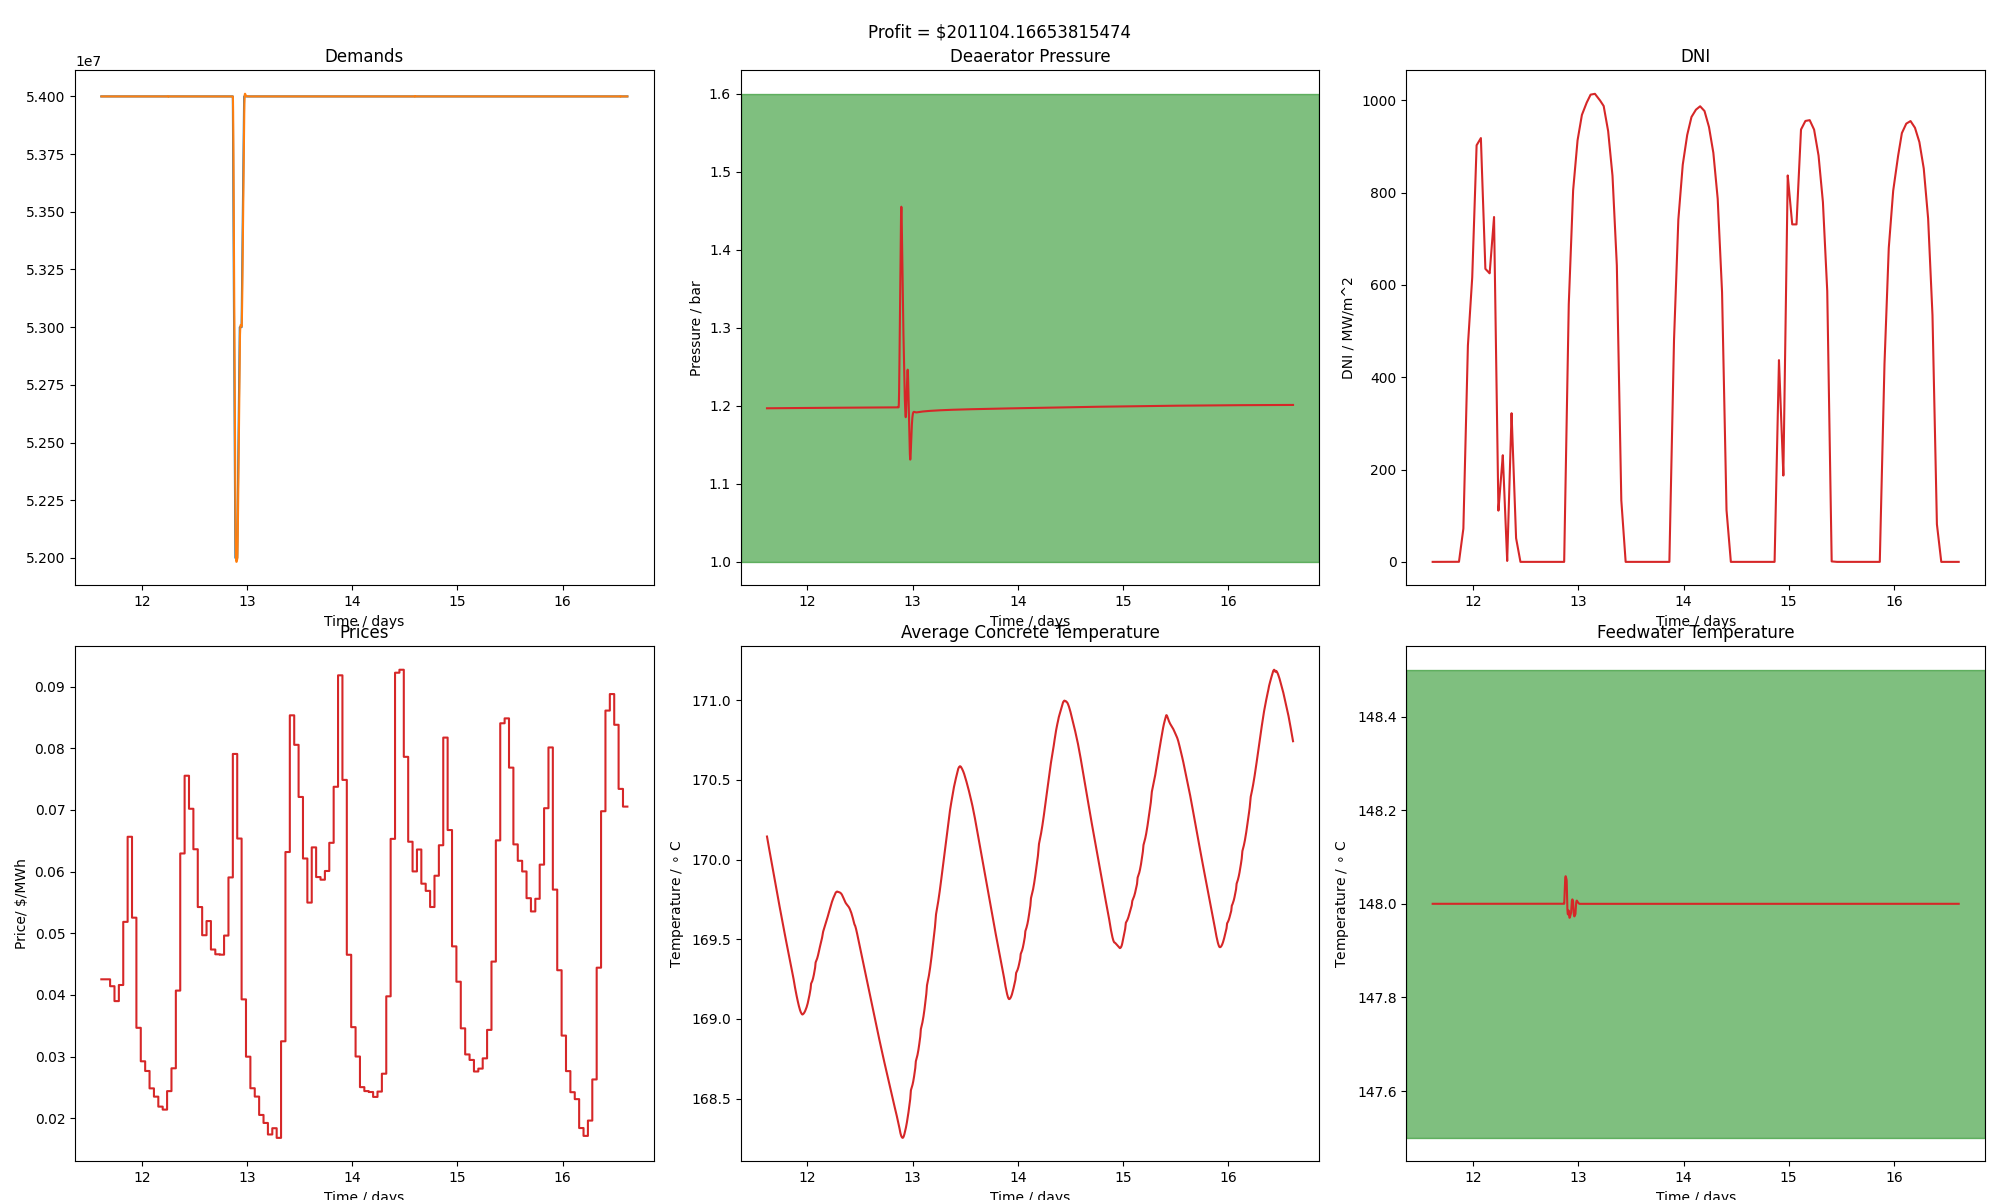 Profit = $201104.16653815474
Demands
1e7
5.400
5.375
5.350
5.325
5.300
5.275
5.250
5.225
5.200
12 13 14 15 16
Time / days
Deaerator Pressure
Pressure / bar
1.6
1.5
1.4
1.3
1.2
1.1
1.0
12 13 14 15 16
Time / days
DNI
DNI / MW/m^2
1000
800
600
400
200
0
12 13 14 15 16
Time / days
Prices
Price/ $/MWh
0.09
0.08
0.07
0.06
0.05
0.04
0.03
0.02
12 13 14 15 16
Time / days
Average Concrete Temperature
Temperature / ∘ C
171.0
170.5
170.0
169.5
169.0
168.5
12 13 14 15 16
Time / days
Feedwater Temperature
Temperature / ∘ C
148.4
148.2
148.0
147.8
147.6
12 13 14 15 16
Time / days